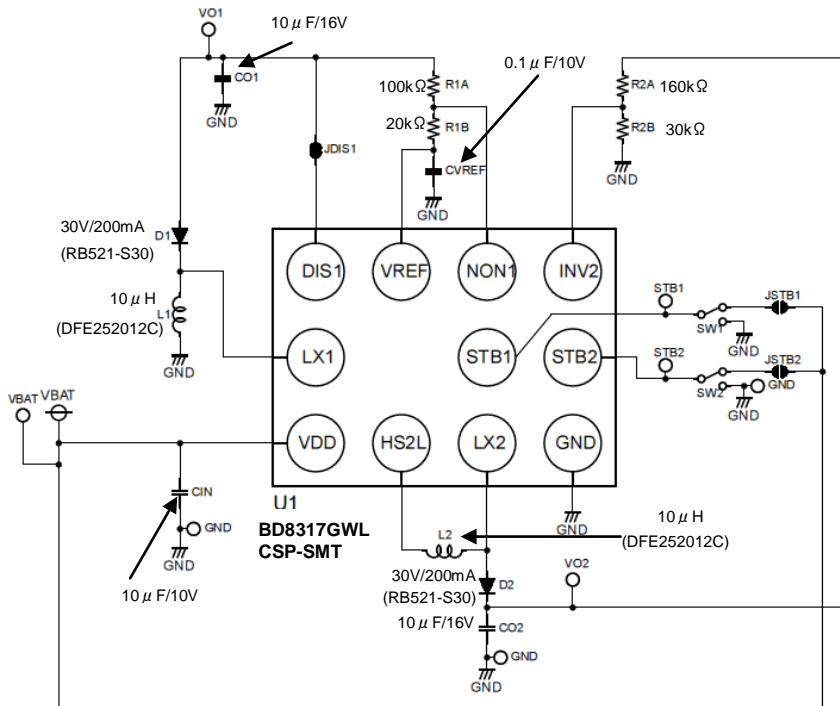 VO1
10μF/16V
CO1
GND
100kΩ
R1A
20kΩ
R1B
0.1μF/10V
CVREF
GND
R2A
160kΩ
R2B
30kΩ
GND
JDIS1
30V/200mA
D1
(RB521-S30)
10μH
L1
(DFE252012C)
GND
DIS1
VREF
NON1
INV2
LX1
STB1
STB2
VDD
HS2L
LX2
GND
STB1
SW1
JSTB1
GND
STB2
SW2
JSTB2
GND
GND
VBAT
VBAT
CIN
GND
GND
10μF/10V
U1
BD8317GWL
CSP-SMT
GND
L2
10μH
(DFE252012C)
30V/200mA
D2
(RB521-S30)
VO2
10μF/16V
CO2
GND
GND